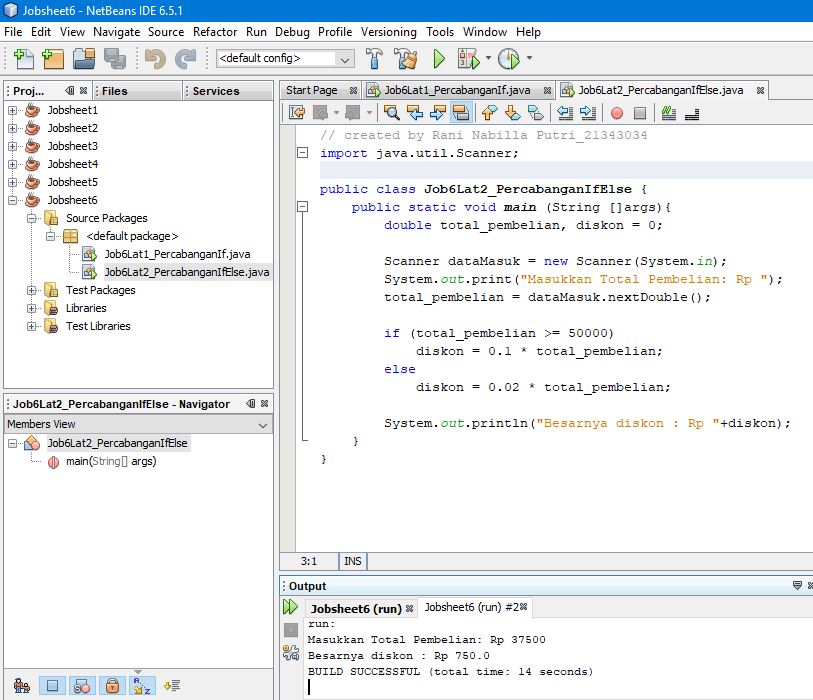 Jobsheet6 - NetBeans IDE 6.5.1
File Edit View Navigate Source Refactor Run Debug Profile Versioning Tools Window Help
<default config>
Proj... Files Services
Jobsheet1
Jobsheet2
Jobsheet3
Jobsheet4
Jobsheet5
Jobsheet6
Source Packages
<default package>
Job6Lat1_PercabanganIf.java
Job6Lat2_PercabanganIfElse.java
Test Packages
Libraries
Test Libraries
Job6Lat2_PercabanganIfElse - Navigator
Members View
Job6Lat2_PercabanganIfElse
main(String[] args)
Start Page Job6Lat1_PercabanganIf.java Job6Lat2_PercabanganIfElse.java
// created by Rani Nabilla Putri_21343034
import java.util.Scanner;
public class Job6Lat2_PercabanganIfElse {
public static void main (String []args){
double total_pembelian, diskon = 0;
Scanner dataMasuk = new Scanner(System.in);
System.out.print("Masukkan Total Pembelian: Rp ");
total_pembelian = dataMasuk.nextDouble();
if (total_pembelian >= 50000)
diskon = 0.1 * total_pembelian;
else
diskon = 0.02 * total_pembelian;
System.out.println("Besarnya diskon : Rp "+diskon);
}
}
3:1 INS
Output
Jobsheet6 (run) Jobsheet6 (run) #2
run:
Masukkan Total Pembelian: Rp 37500
Besarnya diskon : Rp 750.0
BUILD SUCCESSFUL (total time: 14 seconds)